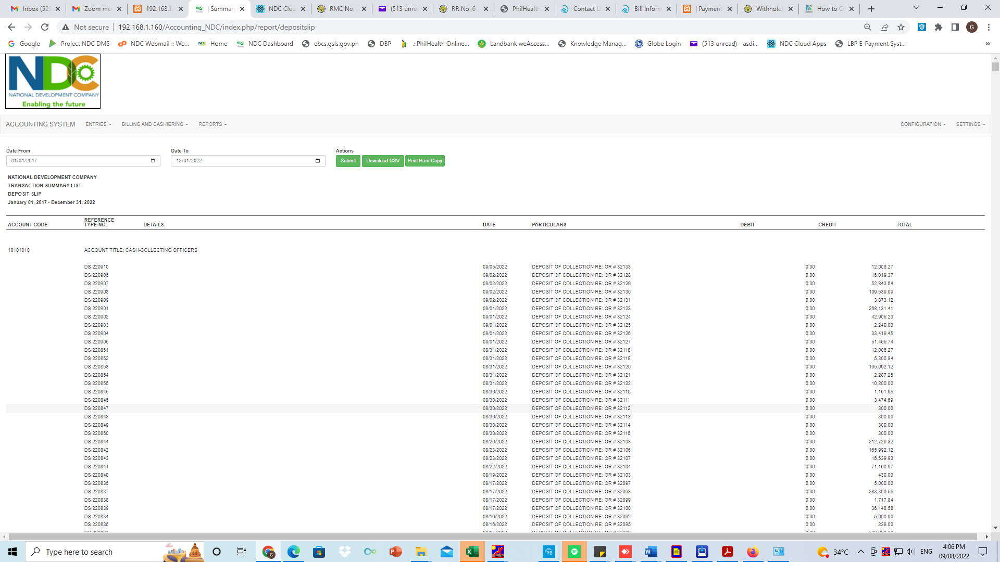 Inbox (529
Zoom me
192.168.1.
| Summar
NDC Clou
RMC No.
(513 unre
RR No. 6-
PhilHealth
Contact U
Bill Inform
| Payment
Withholdi
How to C
Not secure
192.168.1.160/Accounting_NDC/index.php/report/depositslip
G
Google
Project NDC DMS
NDC Webmail :: We...
Home
NDC Dashboard
ebcs.gsis.gov.ph
DBP
.::PhilHealth Online...
Landbank weAccess...
Knowledge Manag...
Globe Login
(513 unread) - asdi...
NDC Cloud Apps
LBP E-Payment Syst...
NDC
NATIONAL DEVELOPMENT COMPANY
Enabling the future
ACCOUNTING SYSTEM ENTRIES BILLING AND CASHIERING REPORTS CONFIGURATION SETTINGS
Date From Date To Actions
01/01/2017 12/31/2022 Submit Download CSV Print Hard Copy
NATIONAL DEVELOPMENT COMPANY
TRANSACTION SUMMARY LIST
DEPOSIT SLIP
January 01, 2017 - December 31, 2022
ACCOUNT CODE REFERENCE TYPE NO. DETAILS DATE PARTICULARS DEBIT CREDIT TOTAL
10101010 ACCOUNT TITLE: CASH-COLLECTING OFFICERS
DS 220910 09/05/2022 DEPOSIT OF COLLECTION RE: OR # 32133 0.00 12,006.27
DS 220906 09/02/2022 DEPOSIT OF COLLECTION RE: OR # 32128 0.00 16,019.37
DS 220907 09/02/2022 DEPOSIT OF COLLECTION RE: OR # 32129 0.00 52,843.64
DS 220908 09/02/2022 DEPOSIT OF COLLECTION RE: OR # 32130 0.00 109,539.09
DS 220909 09/02/2022 DEPOSIT OF COLLECTION RE: OR # 32131 0.00 3,873.12
DS 220901 09/01/2022 DEPOSIT OF COLLECTION RE: OR # 32123 0.00 268,131.41
DS 220902 09/01/2022 DEPOSIT OF COLLECTION RE: OR # 32124 0.00 42,905.23
DS 220903 09/01/2022 DEPOSIT OF COLLECTION RE: OR # 32125 0.00 2,240.00
DS 220904 09/01/2022 DEPOSIT OF COLLECTION RE: OR # 32126 0.00 33,419.45
DS 220905 09/01/2022 DEPOSIT OF COLLECTION RE: OR # 32127 0.00 51,465.74
DS 220851 08/31/2022 DEPOSIT OF COLLECTION RE: OR # 32118 0.00 12,006.27
DS 220852 08/31/2022 DEPOSIT OF COLLECTION RE: OR # 32119 0.00 5,300.84
DS 220853 08/31/2022 DEPOSIT OF COLLECTION RE: OR # 32120 0.00 165,992.12
DS 220854 08/31/2022 DEPOSIT OF COLLECTION RE: OR # 32121 0.00 2,287.25
DS 220855 08/31/2022 DEPOSIT OF COLLECTION RE: OR # 32122 0.00 10,200.00
DS 220845 08/30/2022 DEPOSIT OF COLLECTION RE: OR # 32110 0.00 1,191.95
DS 220846 08/30/2022 DEPOSIT OF COLLECTION RE: OR # 32111 0.00 3,474.69
DS 220847 08/30/2022 DEPOSIT OF COLLECTION RE: OR # 32112 0.00 300.00
DS 220848 08/30/2022 DEPOSIT OF COLLECTION RE: OR # 32113 0.00 300.00
DS 220849 08/30/2022 DEPOSIT OF COLLECTION RE: OR # 32114 0.00 300.00
DS 220850 08/30/2022 DEPOSIT OF COLLECTION RE: OR # 32115 0.00 300.00
DS 220844 08/26/2022 DEPOSIT OF COLLECTION RE: OR # 32108 0.00 212,729.32
DS 220842 08/23/2022 DEPOSIT OF COLLECTION RE: OR # 32106 0.00 165,992.12
DS 220843 08/23/2022 DEPOSIT OF COLLECTION RE: OR # 32107 0.00 16,539.93
DS 220841 08/22/2022 DEPOSIT OF COLLECTION RE: OR # 32104 0.00 71,190.97
DS 220840 08/19/2022 DEPOSIT OF COLLECTION RE: OR # 32103 0.00 430.00
DS 220836 08/17/2022 DEPOSIT OF COLLECTION RE: OR # 32097 0.00 5,000.00
DS 220837 08/17/2022 DEPOSIT OF COLLECTION RE: OR # 32098 0.00 283,306.55
DS 220838 08/17/2022 DEPOSIT OF COLLECTION RE: OR # 32099 0.00 1,717.84
DS 220839 08/17/2022 DEPOSIT OF COLLECTION RE: OR # 32100 0.00 36,148.58
DS 220834 08/16/2022 DEPOSIT OF COLLECTION RE: OR # 32092 0.00 5,000.00
DS 220835 08/16/2022 DEPOSIT OF COLLECTION RE: OR # 32095 0.00 229.00
Type here to search
34°C
ENG
4:06 PM
09/08/2022